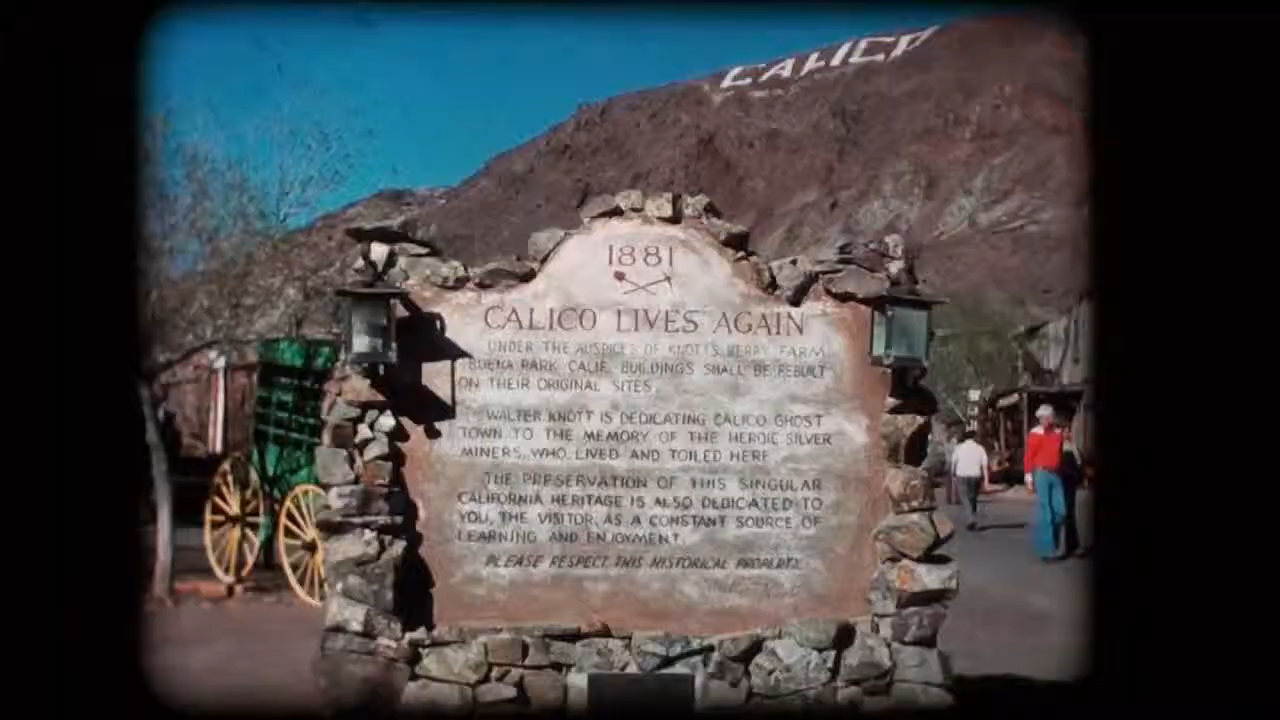 CALICO
1881
CALICO LIVES AGAIN
UNDER THE AUSPICES OF KNOTT'S BERRY FARM
BUENA PARK, CALIF. BUILDINGS SHALL BE REBUILT
ON THEIR ORIGINAL SITES.
WALTER KNOTT IS DEDICATING CALICO GHOST
TOWN TO THE MEMORY OF THE HEROIC SILVER
MINERS, WHO LIVED AND TOILED HERE
THE PRESERVATION OF THIS SINGULAR
CALIFORNIA HERITAGE IS ALSO DEDICATED TO
YOU, THE VISITOR, AS A CONSTANT SOURCE OF
LEARNING AND ENJOYMENT.
PLEASE RESPECT THIS HISTORICAL PROPERTY.